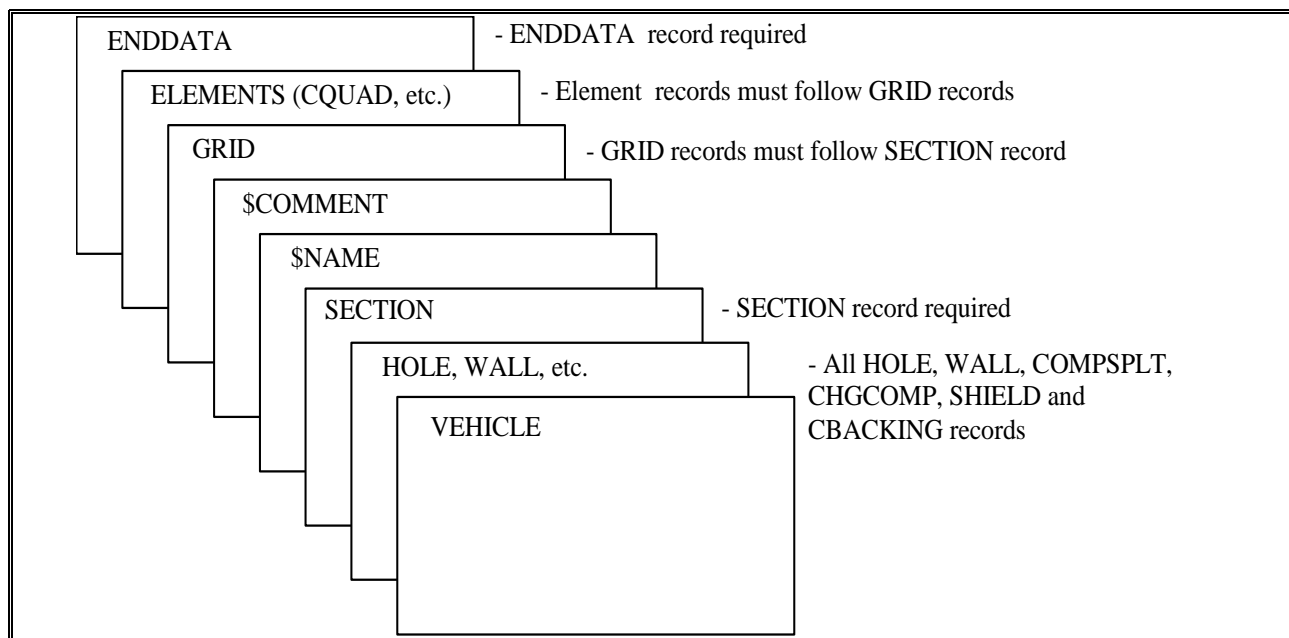 ENDDATA
- ENDDATA record required
ELEMENTS (CQUAD, etc.)
- Element records must follow GRID records
GRID
- GRID records must follow SECTION record
$COMMENT
$NAME
SECTION
- SECTION record required
HOLE, WALL, etc.
- All HOLE, WALL, COMPSPLT,
CHGCOMP, SHIELD and
CBACKING records
VEHICLE